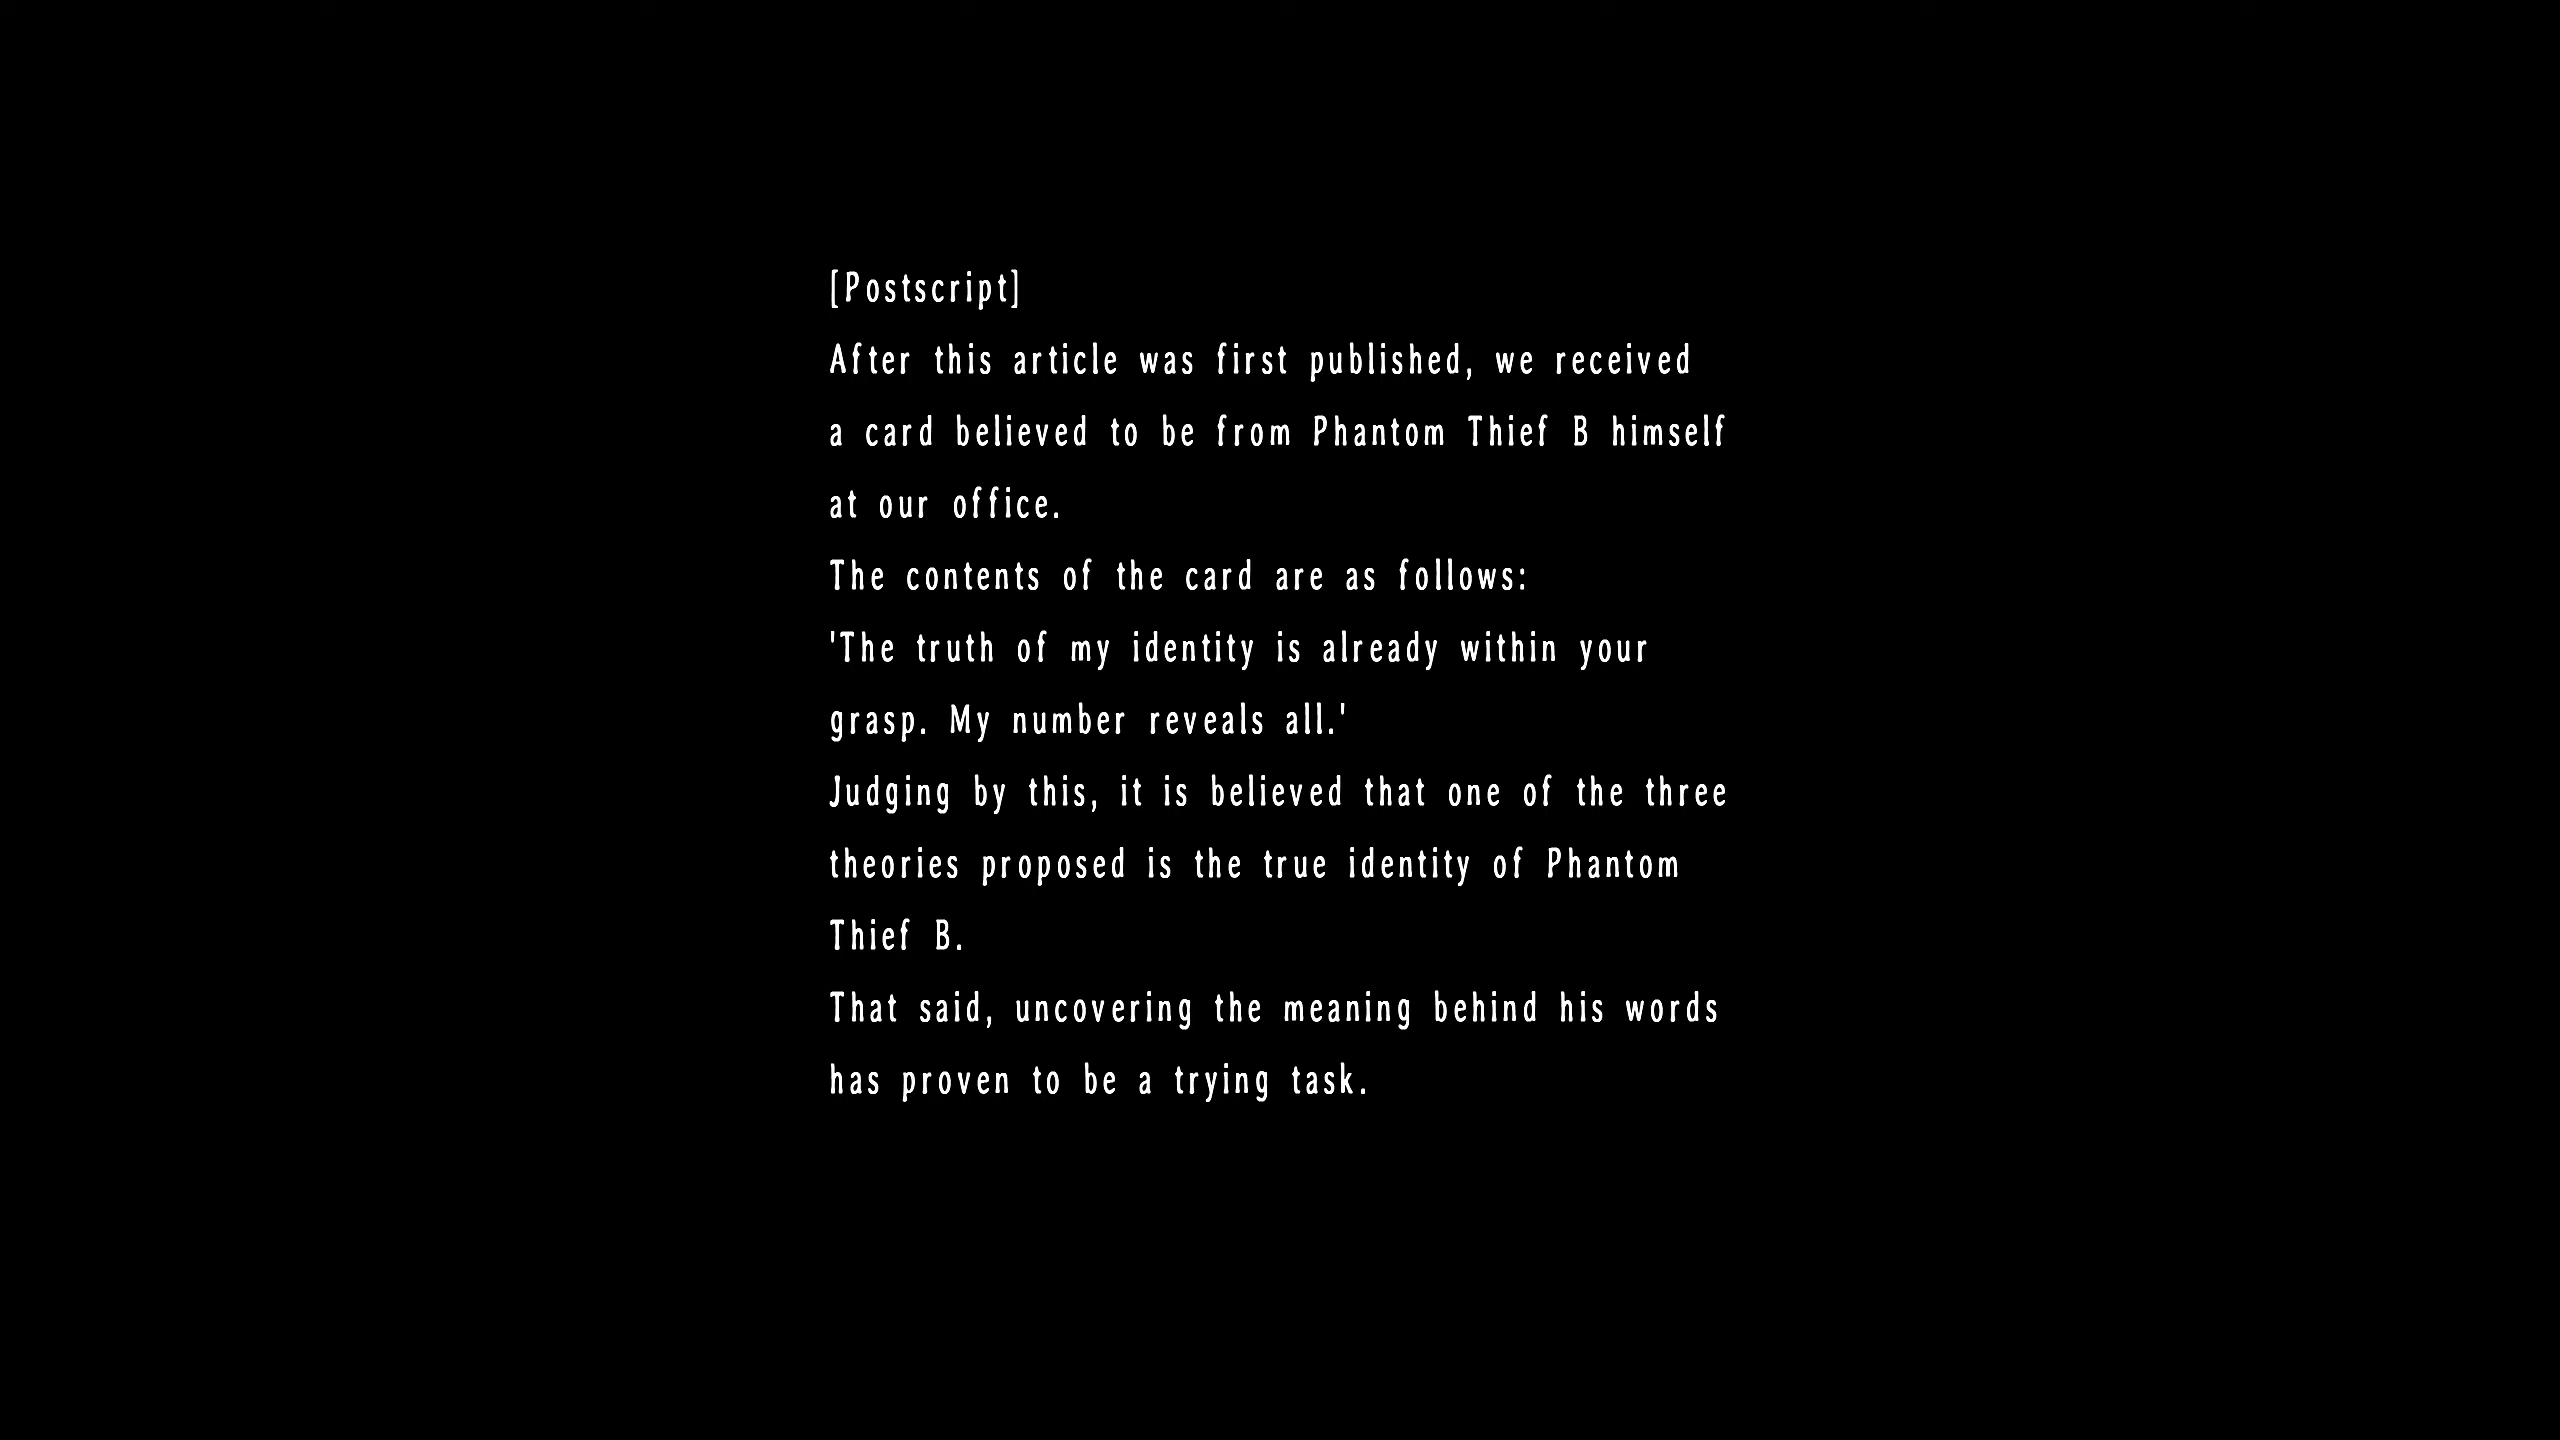 [Postscript]
After this article was first published, we received
a card believed to be from Phantom Thief B himself
at our office.
The contents of the card are as follows:
'The truth of my identity is already within your
grasp. My number reveals all.'
Judging by this, it is believed that one of the three
theories proposed is the true identity of Phantom
Thief B.
That said, uncovering the meaning behind his words
has proven to be a trying task.